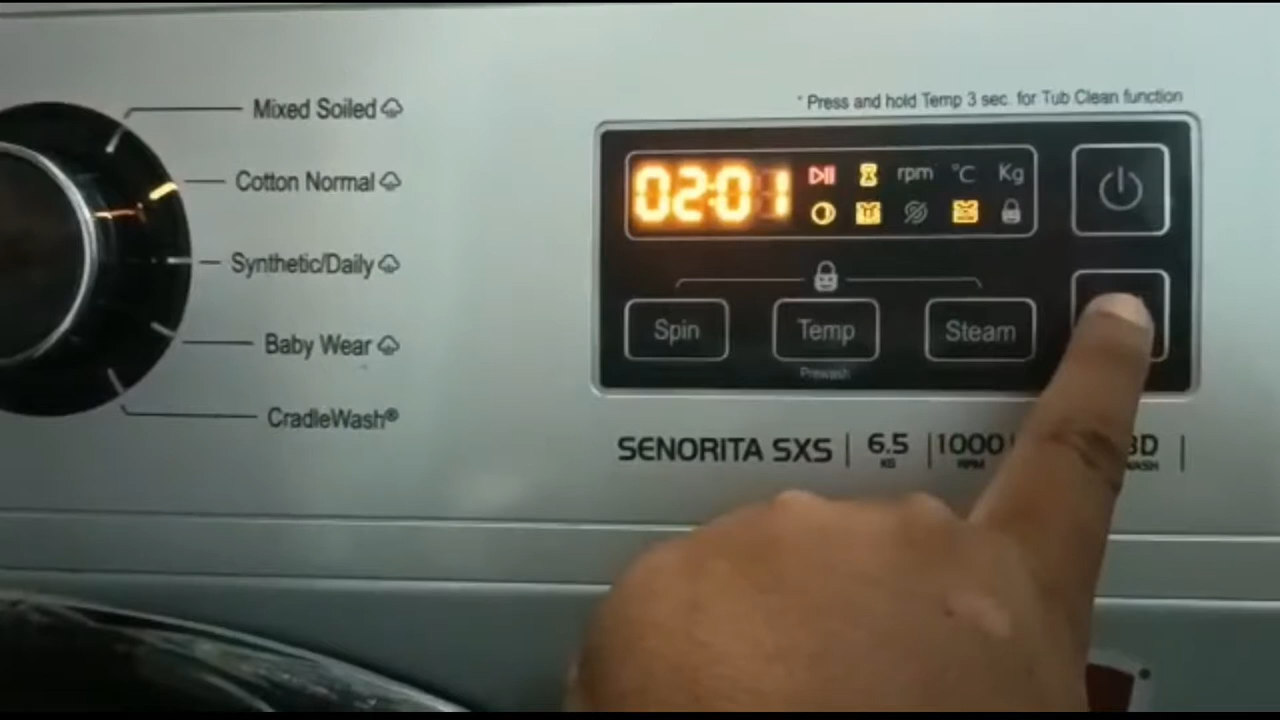 * Press and hold Temp 3 sec. for Tub Clean function
Mixed Soiled
Cotton Normal
Synthetic/Daily
Baby Wear
CradleWash®
02:01 rpm °C Kg
Spin Temp Steam
Prewash
SENORITA SXS | 6.5 KG | 1000 RPM 3D WASH |